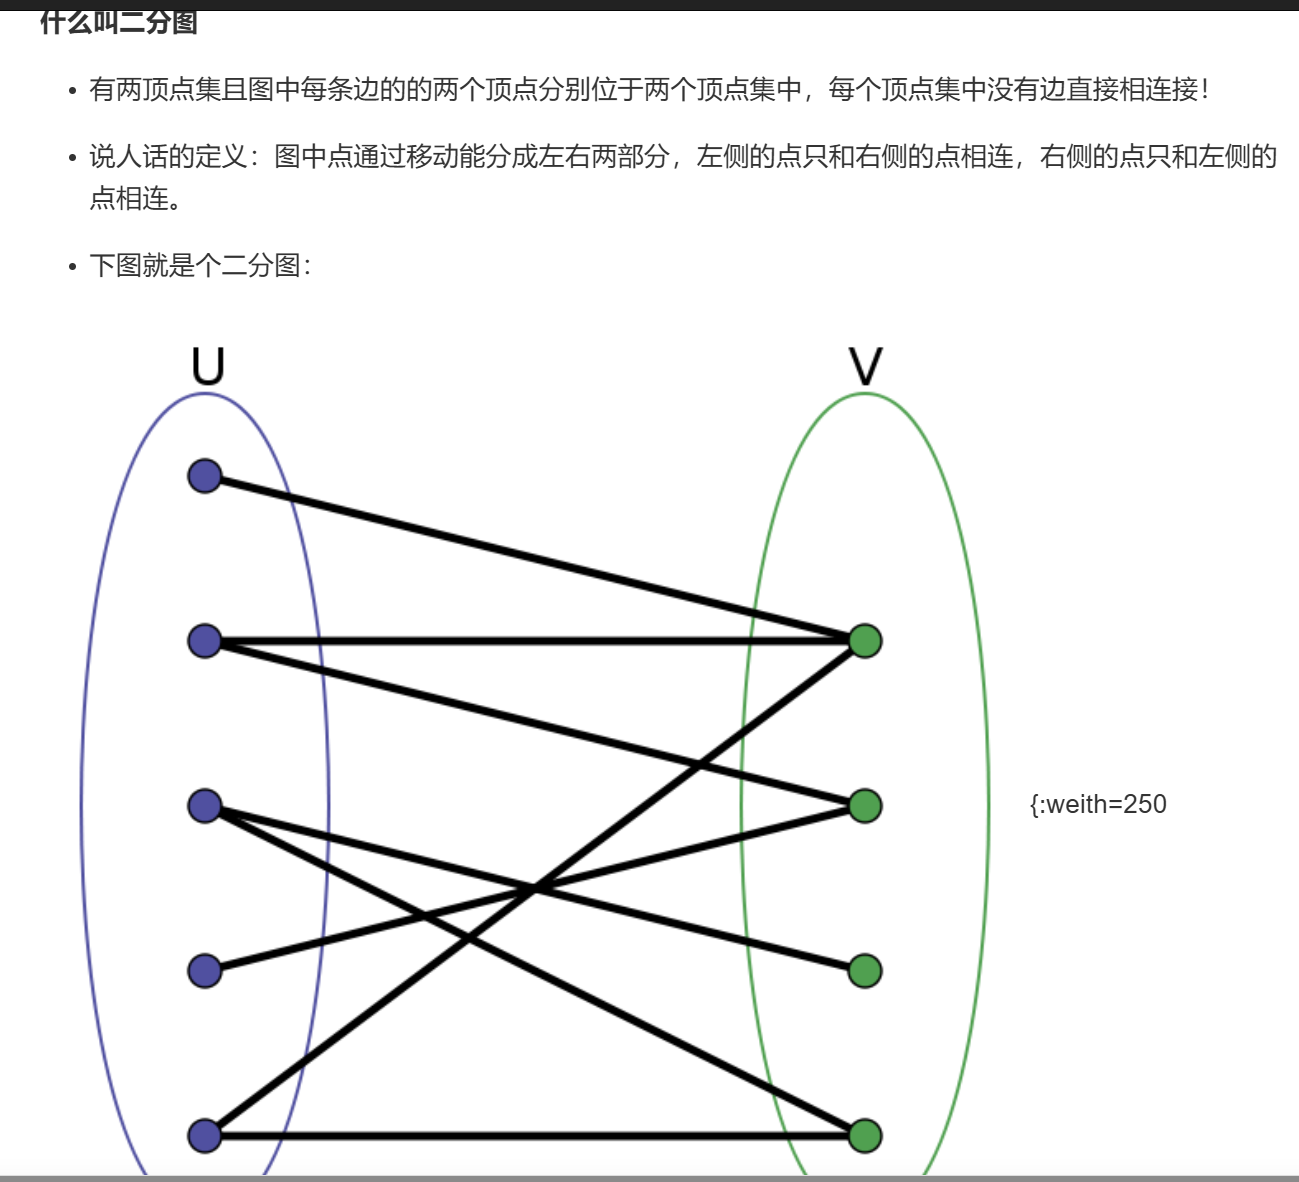 什么叫二分图
• 有两顶点集且图中每条边的的两个顶点分别位于两个顶点集中，每个顶点集中没有边直接相连接！
• 说人话的定义：图中点通过移动能分成左右两部分，左侧的点只和右侧的点相连，右侧的点只和左侧的
点相连。
• 下图就是个二分图：
U V
{:weith=250